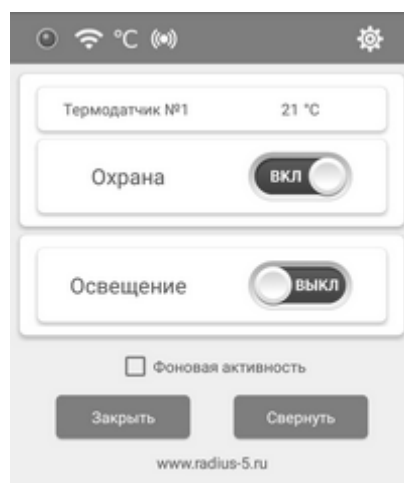 °C
Термодатчик №1 21 °C
Охрана ВКЛ
Освещение ВЫКЛ
Фоновая активность
Закрыть Свернуть
www.radius-5.ru